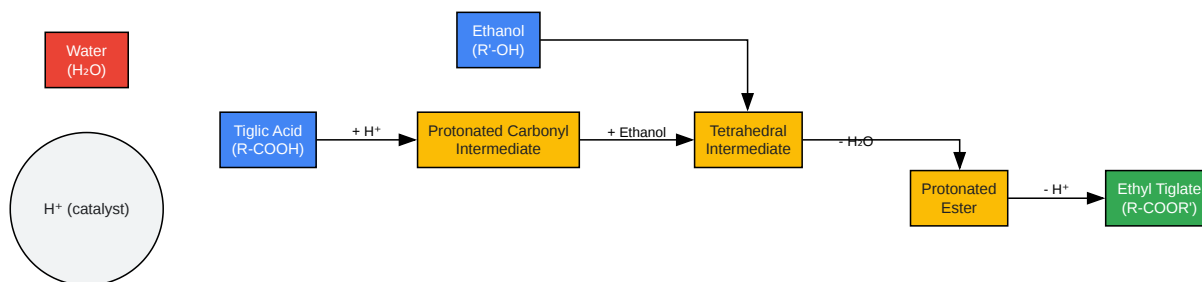 Water
(H₂O)
Ethanol
(R'-OH)
Tiglic Acid
(R-COOH)
+ H⁺
Protonated Carbonyl
Intermediate
+ Ethanol
Tetrahedral
Intermediate
- H₂O
Protonated
Ester
- H⁺
Ethyl Tiglate
(R-COOR')
H⁺ (catalyst)